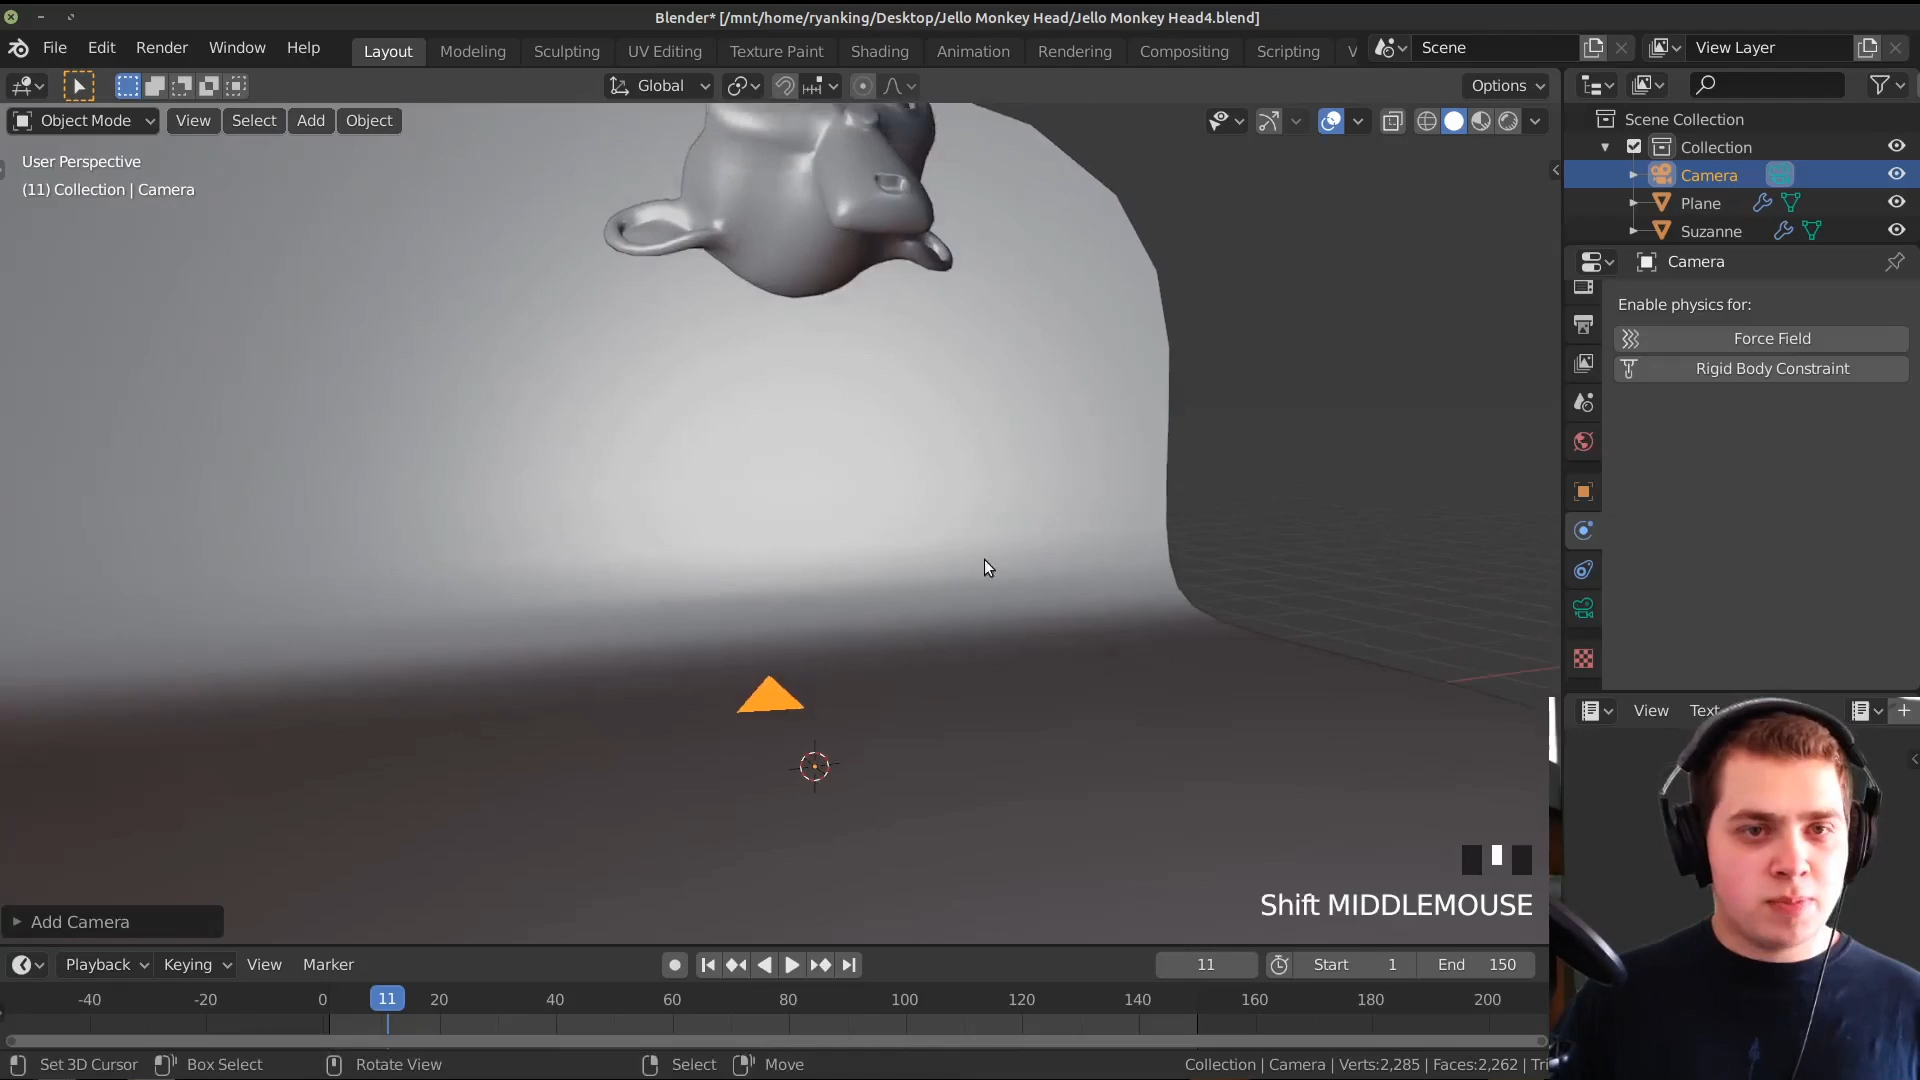 Blender* [/mnt/home/ryanking/Desktop/Jello Monkey Head/Jello Monkey Head4.blend]
File Edit Render Window Help
Layout Modeling Sculpting UV Editing Texture Paint Shading Animation Rendering Compositing Scripting
Scene
View Layer
Global
Options
Object Mode View Select Add Object
User Perspective
(11) Collection | Camera
Scene Collection
Collection
Camera
Plane
Suzanne
Camera
Enable physics for:
Force Field
Rigid Body Constraint
View Text
Shift MIDDLEMOUSE
Add Camera
Playback Keying View Marker
11
Start 1
End 150
-40 -20 0 11 20 40 60 80 100 120 140 160 180 200
Set 3D Cursor Box Select Rotate View Select Move
Collection | Camera | Verts:2,285 | Faces:2,262 | Tri